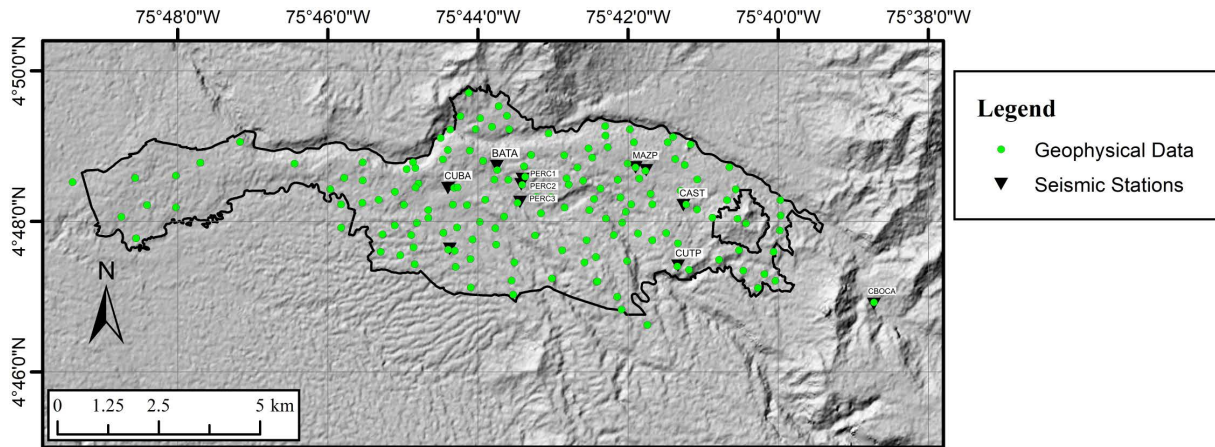 75°48'0"W 75°46'0"W 75°44'0"W 75°42'0"W 75°40'0"W 75°38'0"W
4°50'0"N
4°48'0"N
4°46'0"N
BATA
MAZP
CUBA
PERC1
PERC2
PERC3
CAST
CUTP
CBOCA
N
0 1.25 2.5 5 km
Legend
Geophysical Data
Seismic Stations